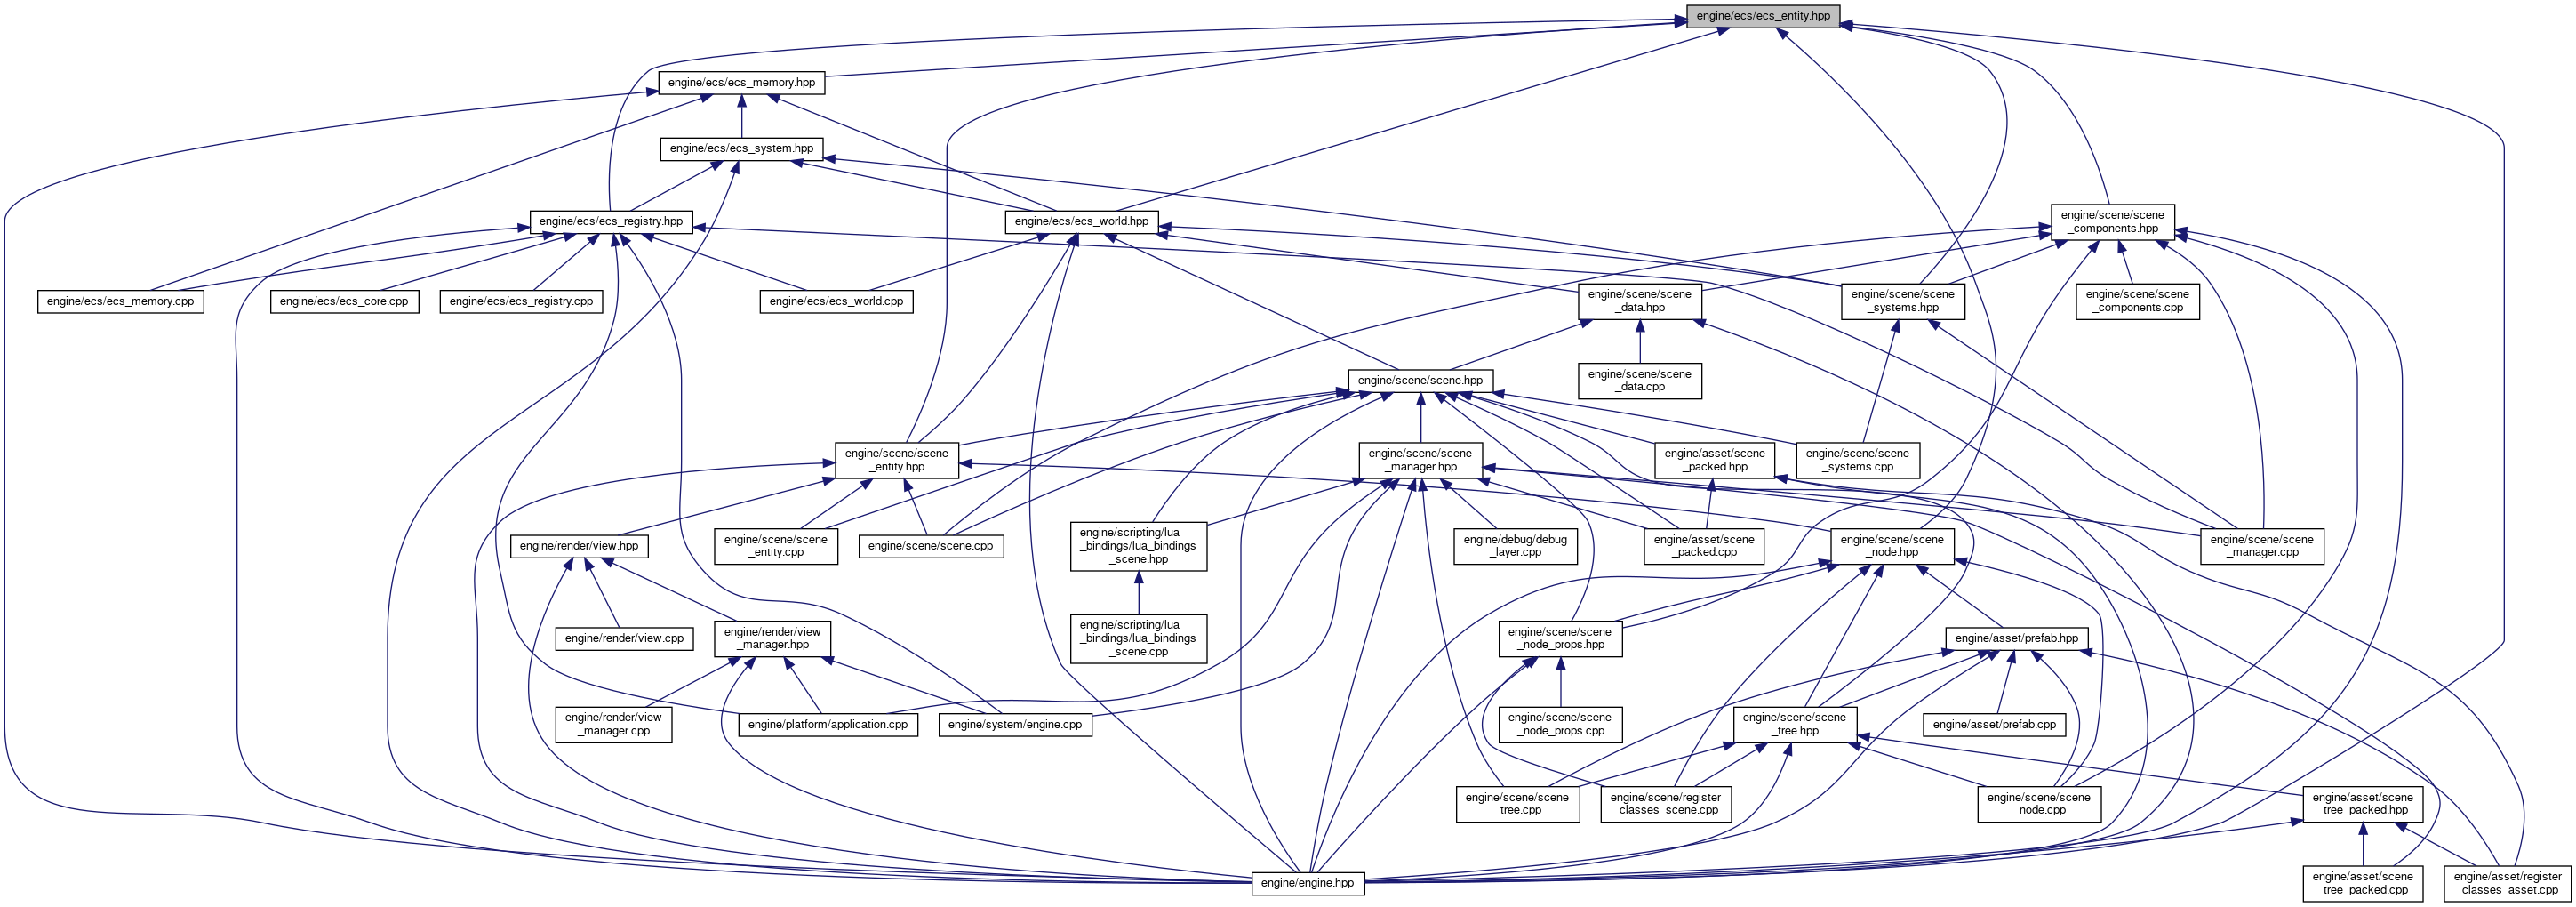 engine/ecs/ecs_entity.hpp
engine/ecs/ecs_memory.hpp
engine/ecs/ecs_system.hpp
engine/ecs/ecs_registry.hpp
engine/ecs/ecs_world.hpp
engine/scene/scene
_components.hpp
engine/ecs/ecs_memory.cpp
engine/ecs/ecs_core.cpp
engine/ecs/ecs_registry.cpp
engine/ecs/ecs_world.cpp
engine/scene/scene
_data.hpp
engine/scene/scene
_systems.hpp
engine/scene/scene
_components.cpp
engine/scene/scene.hpp
engine/scene/scene
_data.cpp
engine/scene/scene
_entity.hpp
engine/scene/scene
_manager.hpp
engine/asset/scene
_packed.hpp
engine/scene/scene
_systems.cpp
engine/render/view.hpp
engine/scene/scene
_entity.cpp
engine/scene/scene.cpp
engine/scripting/lua
_bindings/lua_bindings
_scene.hpp
engine/debug/debug
_layer.cpp
engine/asset/scene
_packed.cpp
engine/scene/scene
_node.hpp
engine/scene/scene
_manager.cpp
engine/render/view.cpp
engine/render/view
_manager.hpp
engine/scripting/lua
_bindings/lua_bindings
_scene.cpp
engine/scene/scene
_node_props.hpp
engine/asset/prefab.hpp
engine/render/view
_manager.cpp
engine/platform/application.cpp
engine/system/engine.cpp
engine/scene/scene
_node_props.cpp
engine/scene/scene
_tree.hpp
engine/asset/prefab.cpp
engine/scene/scene
_tree.cpp
engine/scene/register
_classes_scene.cpp
engine/scene/scene
_node.cpp
engine/asset/scene
_tree_packed.hpp
engine/engine.hpp
engine/asset/scene
_tree_packed.cpp
engine/asset/register
_classes_asset.cpp